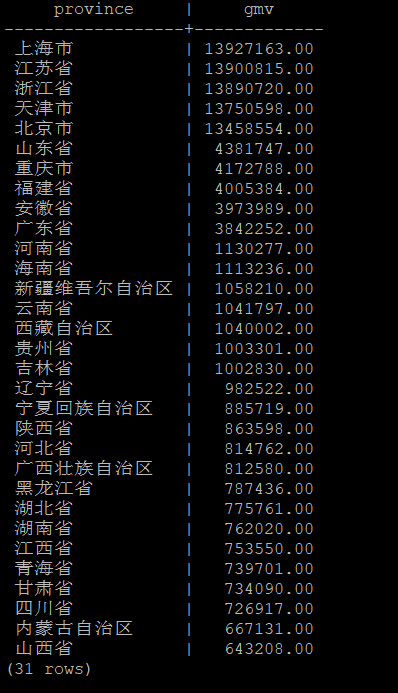 province | gmv
------------------+-------------
上海市 | 13927163.00
江苏省 | 13900815.00
浙江省 | 13890720.00
天津市 | 13750598.00
北京市 | 13458554.00
山东省 | 4381747.00
重庆市 | 4172788.00
福建省 | 4005384.00
安徽省 | 3973989.00
广东省 | 3842252.00
河南省 | 1130277.00
海南省 | 1113236.00
新疆维吾尔自治区 | 1058210.00
云南省 | 1041797.00
西藏自治区 | 1040002.00
贵州省 | 1003301.00
吉林省 | 1002830.00
辽宁省 | 982522.00
宁夏回族自治区 | 885719.00
陕西省 | 863598.00
河北省 | 814762.00
广西壮族自治区 | 812580.00
黑龙江省 | 787436.00
湖北省 | 775761.00
湖南省 | 762020.00
江西省 | 753550.00
青海省 | 739701.00
甘肃省 | 734090.00
四川省 | 726917.00
内蒙古自治区 | 667131.00
山西省 | 643208.00
(31 rows)